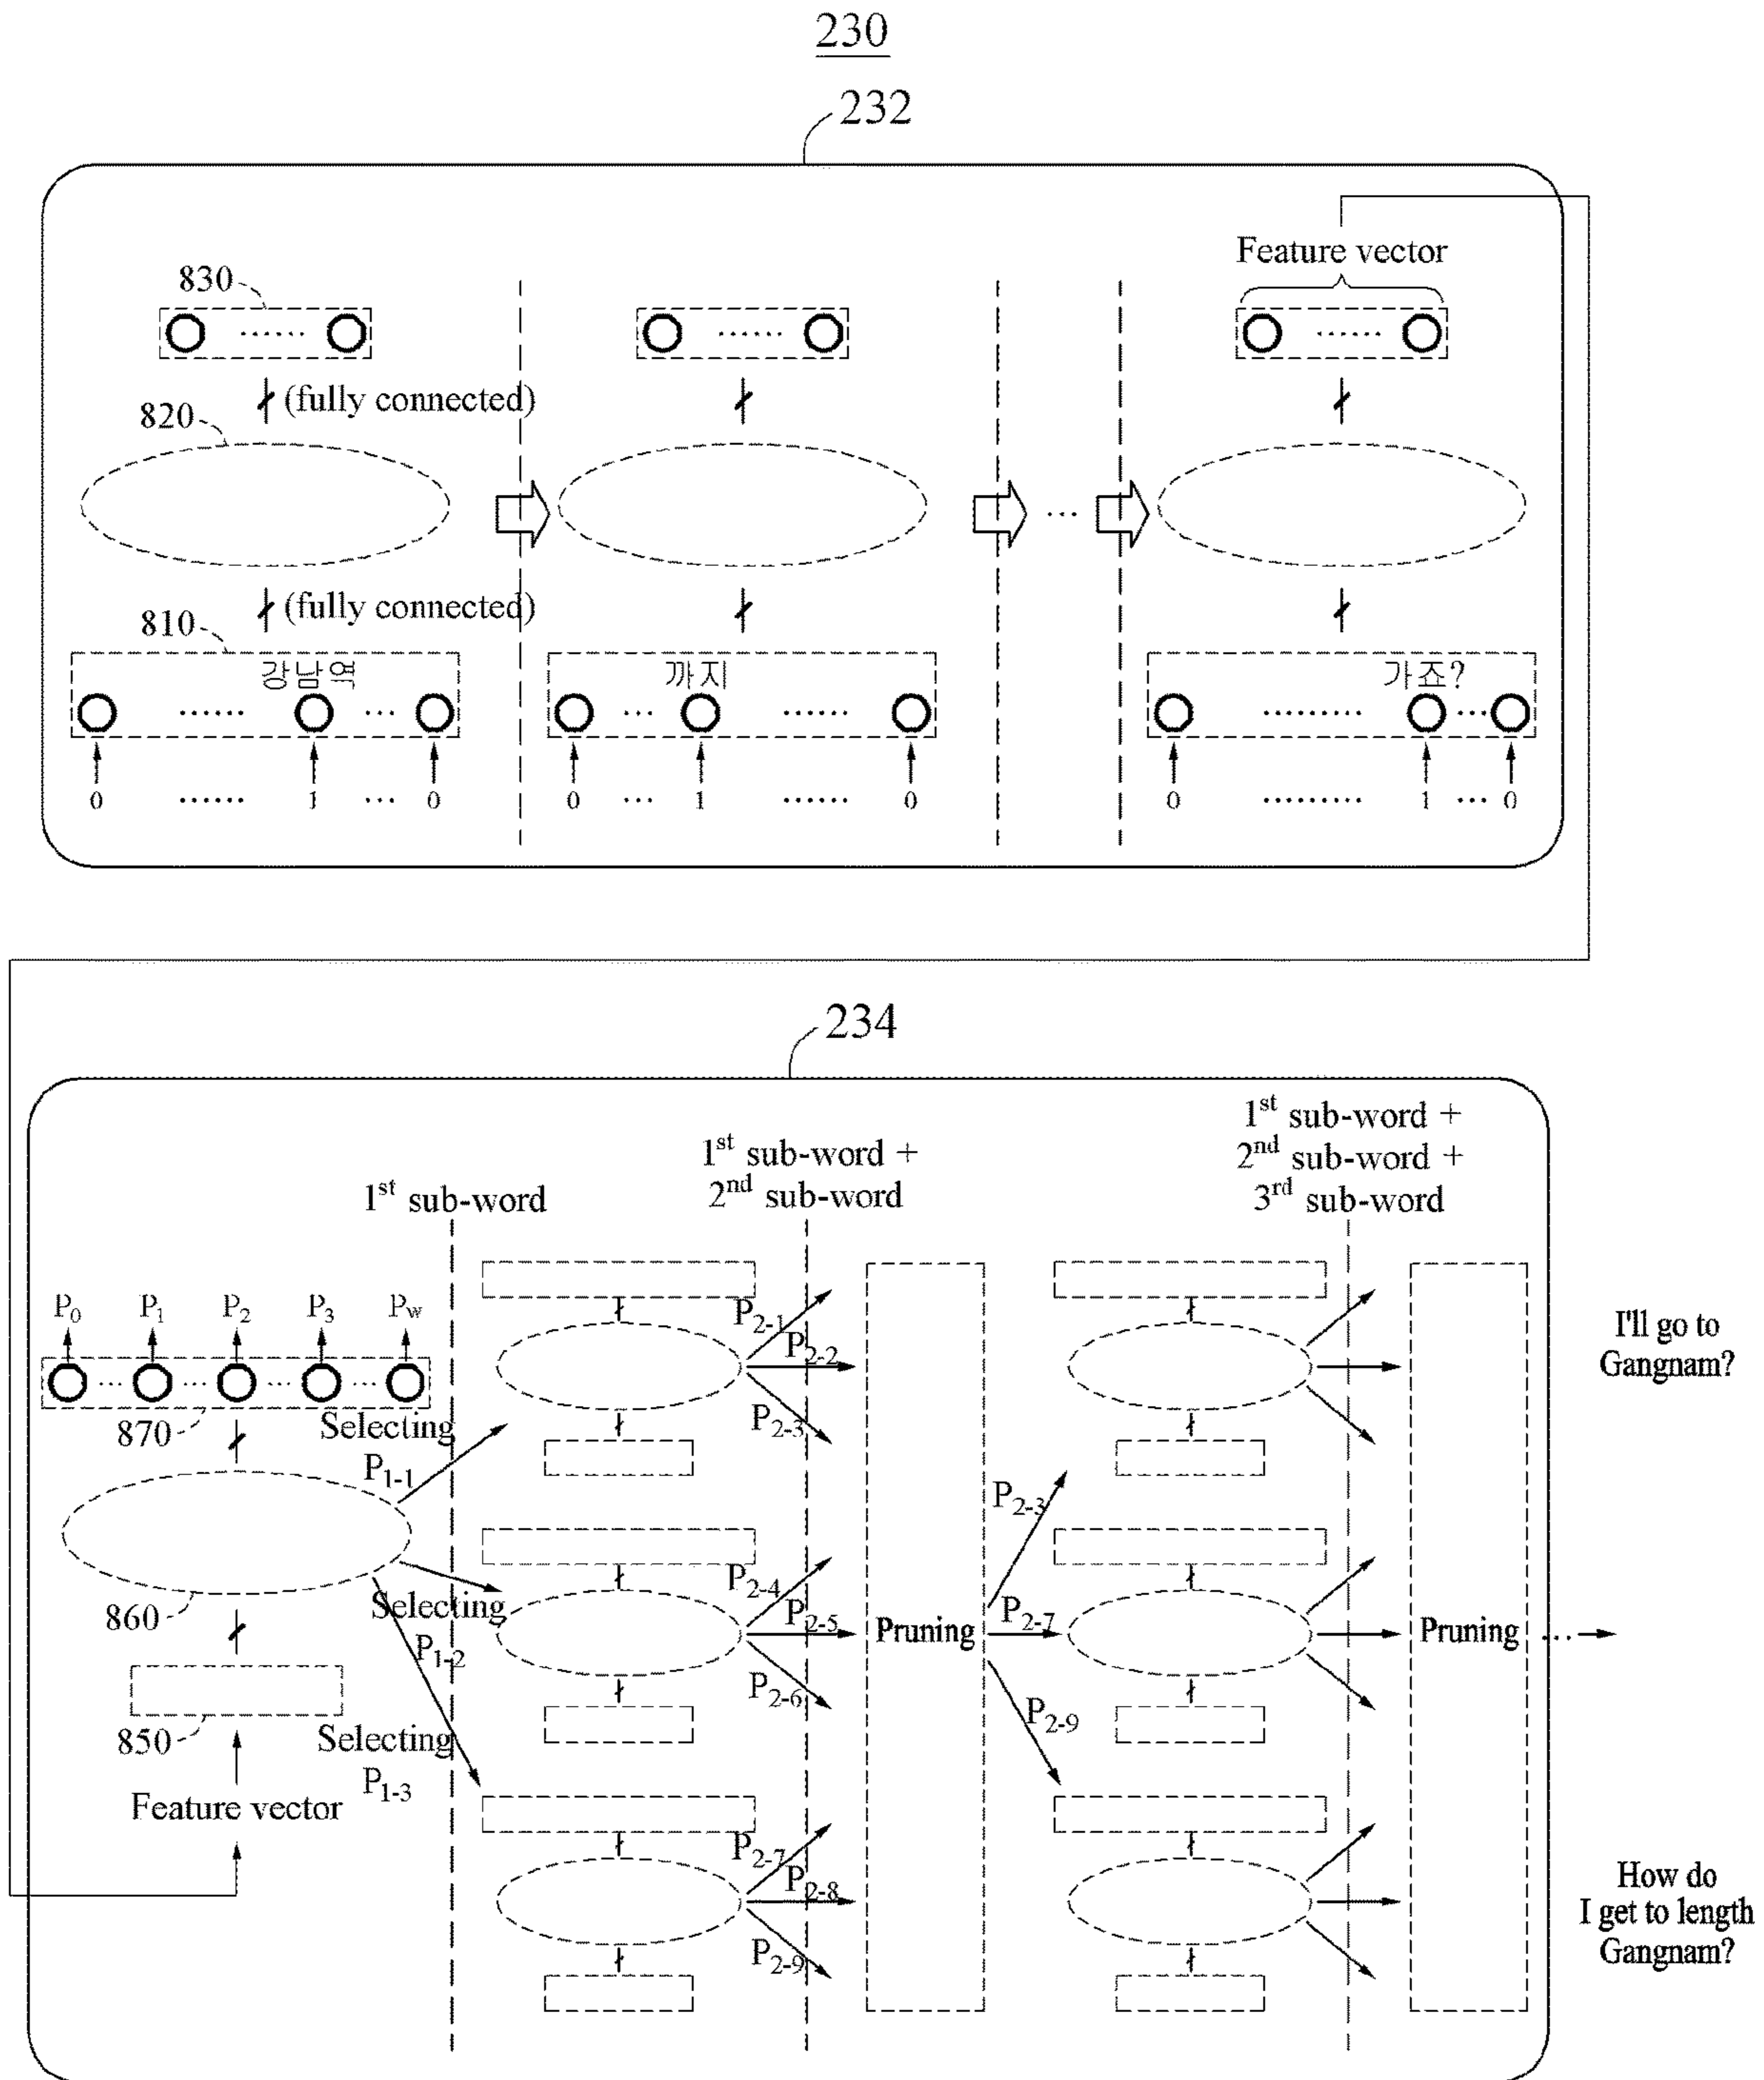 230
232
Feature vector
830
(fully connected)
820
...
(fully connected)
810
강남역
까지
가죠?
...... ... ... ...... ......... ...
0 ...... 1 ... 0
0 ... 1 ...... 0
0 ......... 1 ... 0
234
1st sub-word
1st sub-word +
2nd sub-word
1st sub-word +
2nd sub-word +
3rd sub-word
P0 P1 P2 P3 PW
... ... ... ...
870
Selecting
P1-1
860
Selecting
P1-2
850
Selecting
P1-3
Feature vector
P2-1
P2-2
P2-3
P2-4
P2-5
P2-6
P2-7
P2-8
P2-9
Pruning
P2-3
P2-7
P2-9
Pruning
...
I'll go to
Gangnam?
How do
I get to length
Gangnam?